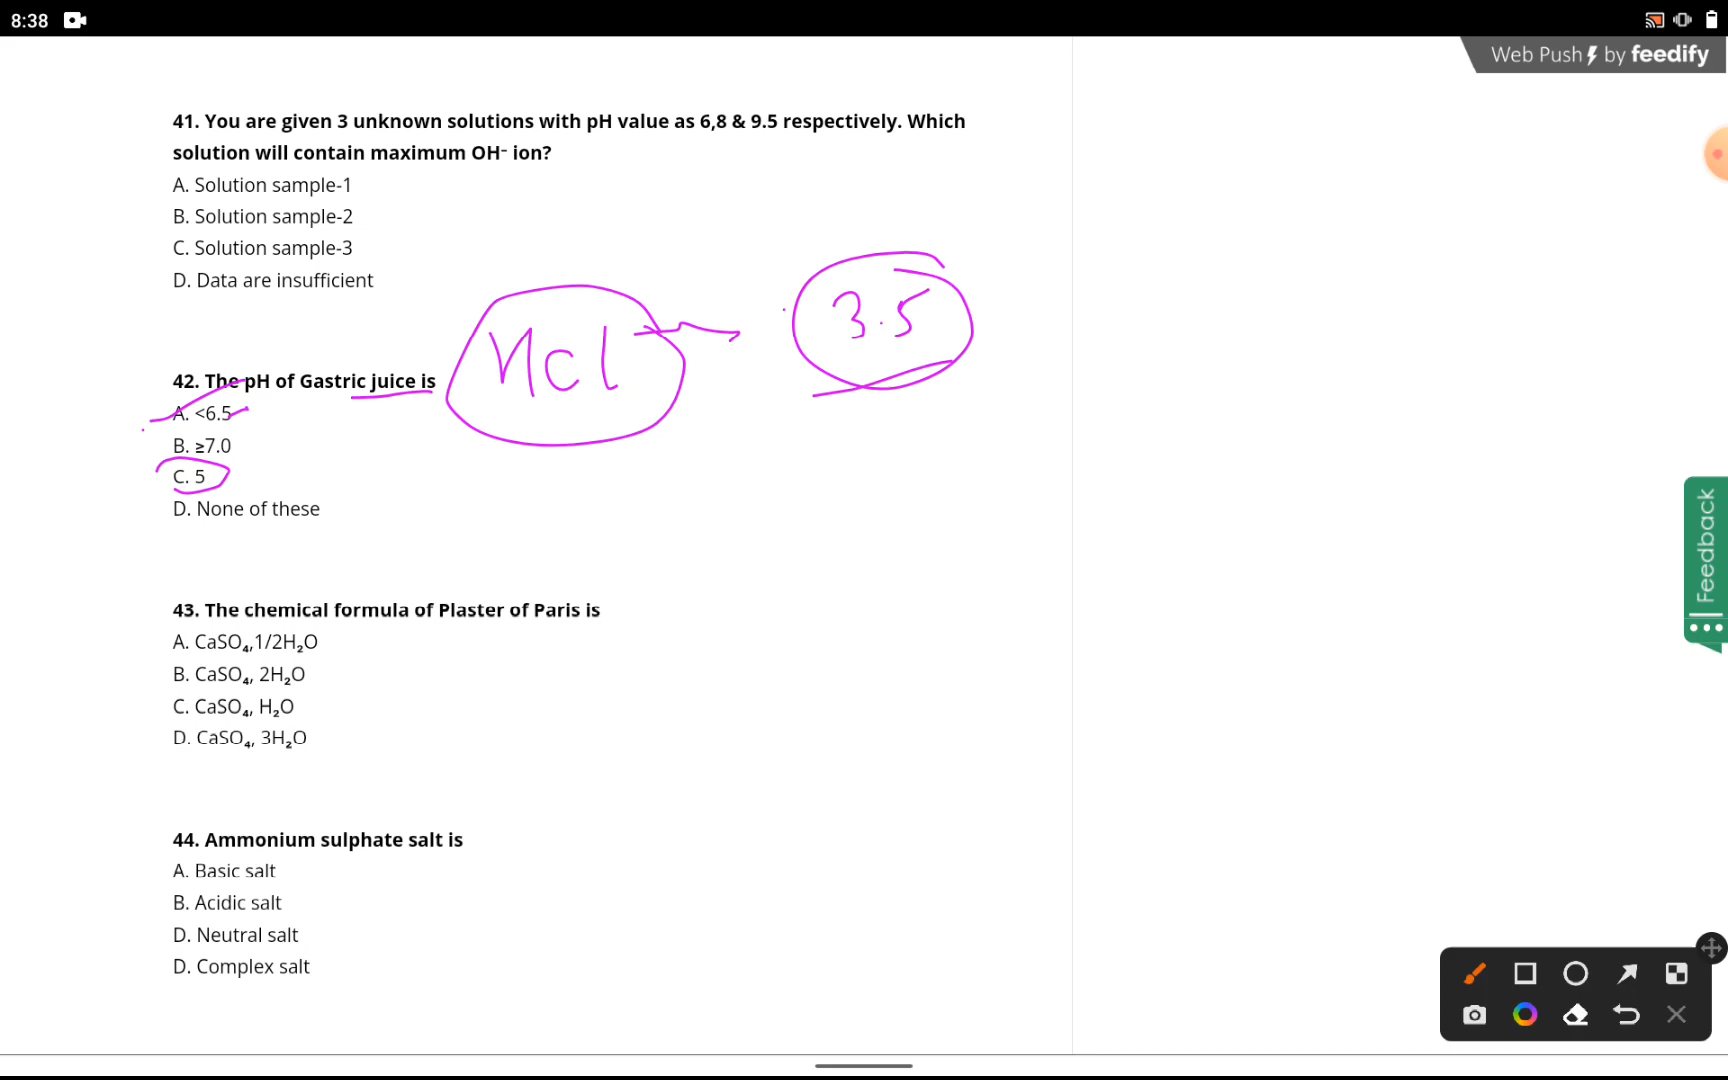 8:38
Web Push by feedify
41. You are given 3 unknown solutions with pH value as 6,8 & 9.5 respectively. Which
solution will contain maximum OH⁻ ion?
A. Solution sample-1
B. Solution sample-2
C. Solution sample-3
D. Data are insufficient
HCl
3.5
42. The pH of Gastric juice is
A. <6.5
B. ≥7.0
C. 5
D. None of these
43. The chemical formula of Plaster of Paris is
A. CaSO₄,1/2H₂O
B. CaSO₄, 2H₂O
C. CaSO₄, H₂O
D. CaSO₄, 3H₂O
44. Ammonium sulphate salt is
A. Basic salt
B. Acidic salt
D. Neutral salt
D. Complex salt
Feedback